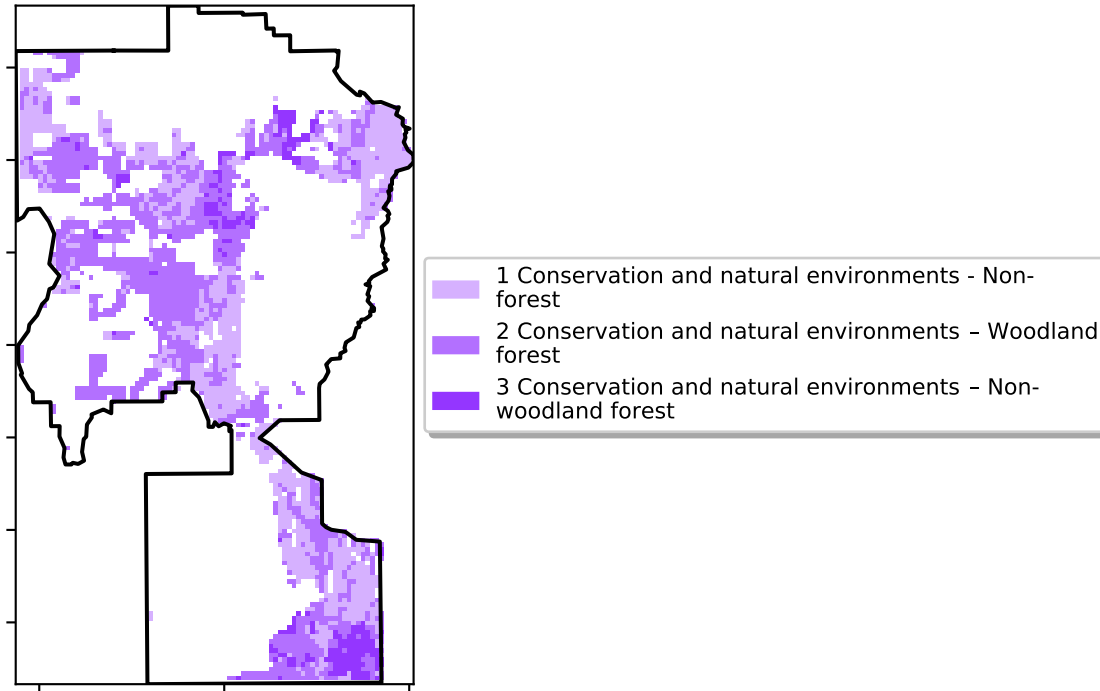 1 Conservation and natural environments - Non-
forest
2 Conservation and natural environments – Woodland
forest
3 Conservation and natural environments – Non-
woodland forest